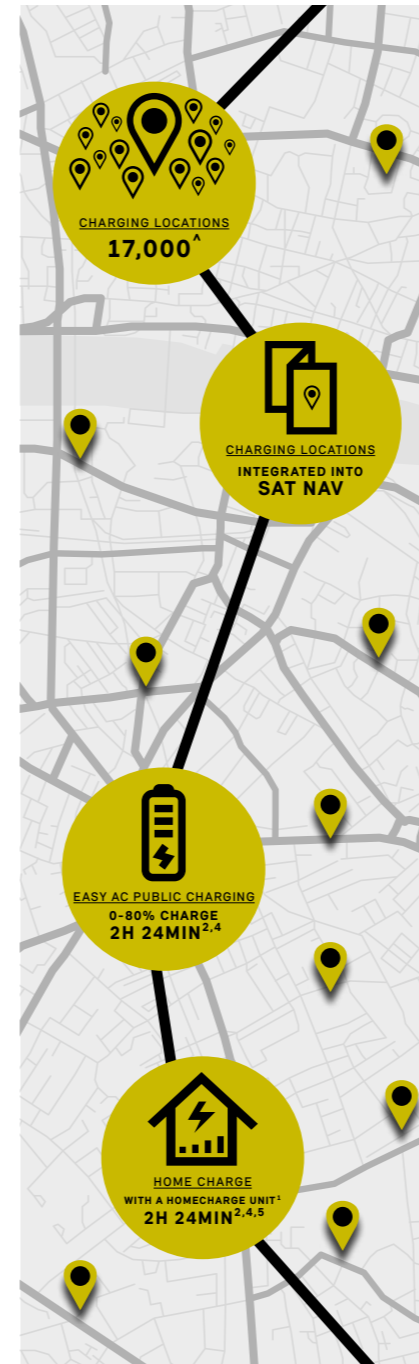 CHARGING LOCATIONS
17,000^
CHARGING LOCATIONS
INTEGRATED INTO
SAT NAV
EASY AC PUBLIC CHARGING
0-80% CHARGE
2H 24MIN2,4
HOME CHARGE
WITH A HOMECHARGE UNIT1
2H 24MIN2,4,5